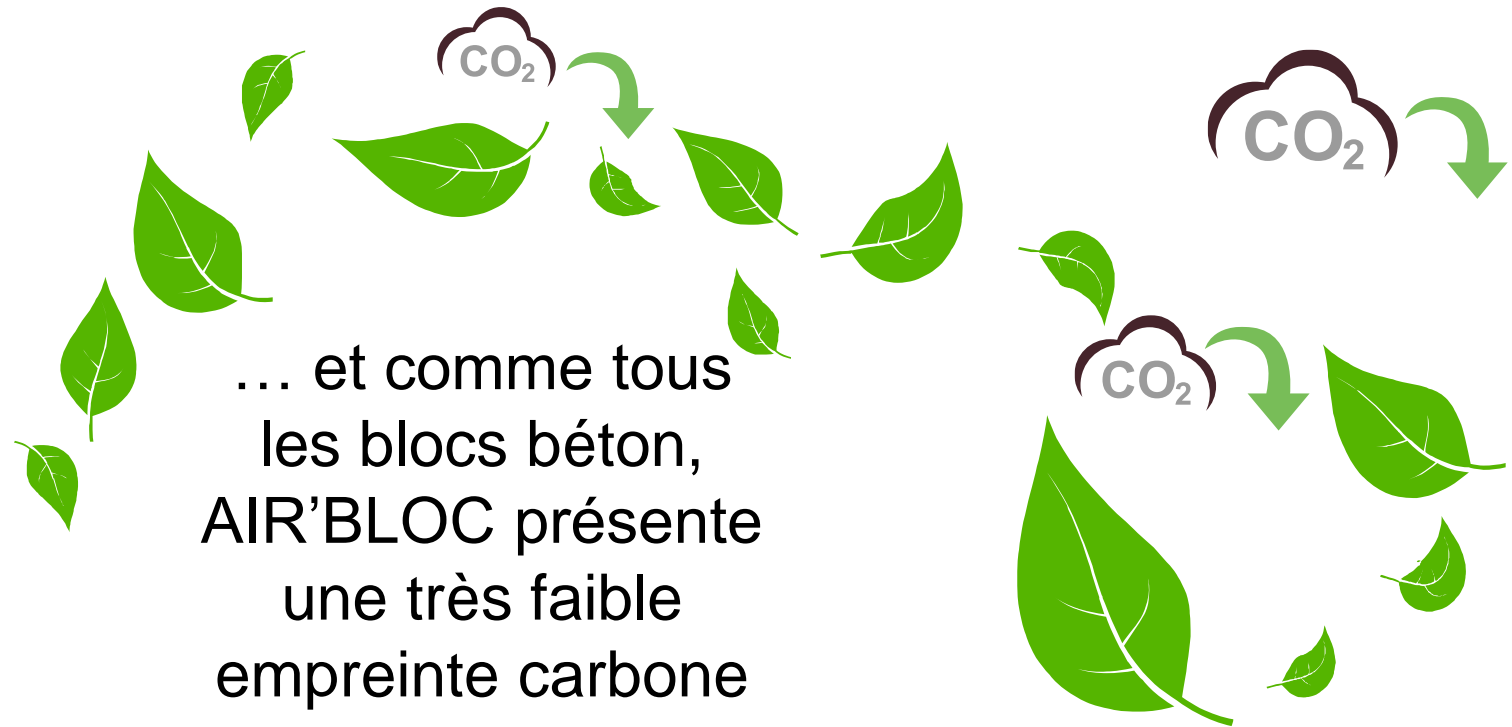 CO₂
CO₂
CO₂
… et comme tous
les blocs béton,
AIR’BLOC présente
une très faible
empreinte carbone